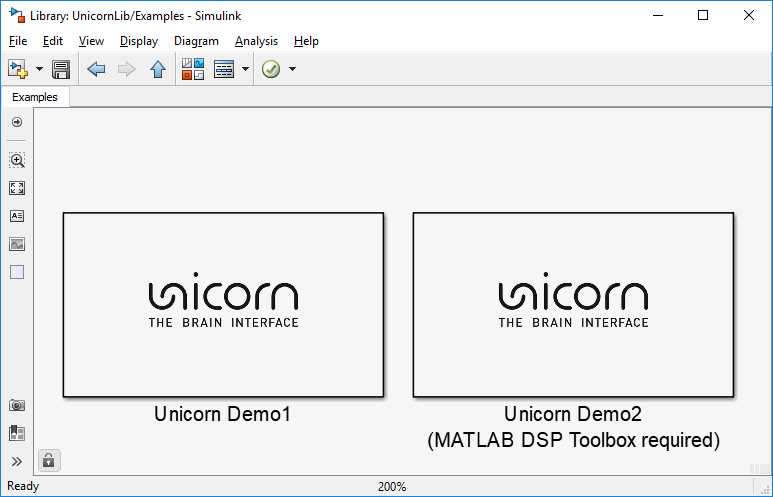 Library: UnicornLib/Examples - Simulink
File Edit View Display Diagram Analysis Help
Examples
unicorn unicorn
THE BRAIN INTERFACE THE BRAIN INTERFACE
Unicorn Demo1 Unicorn Demo2
(MATLAB DSP Toolbox required)
Ready 200%